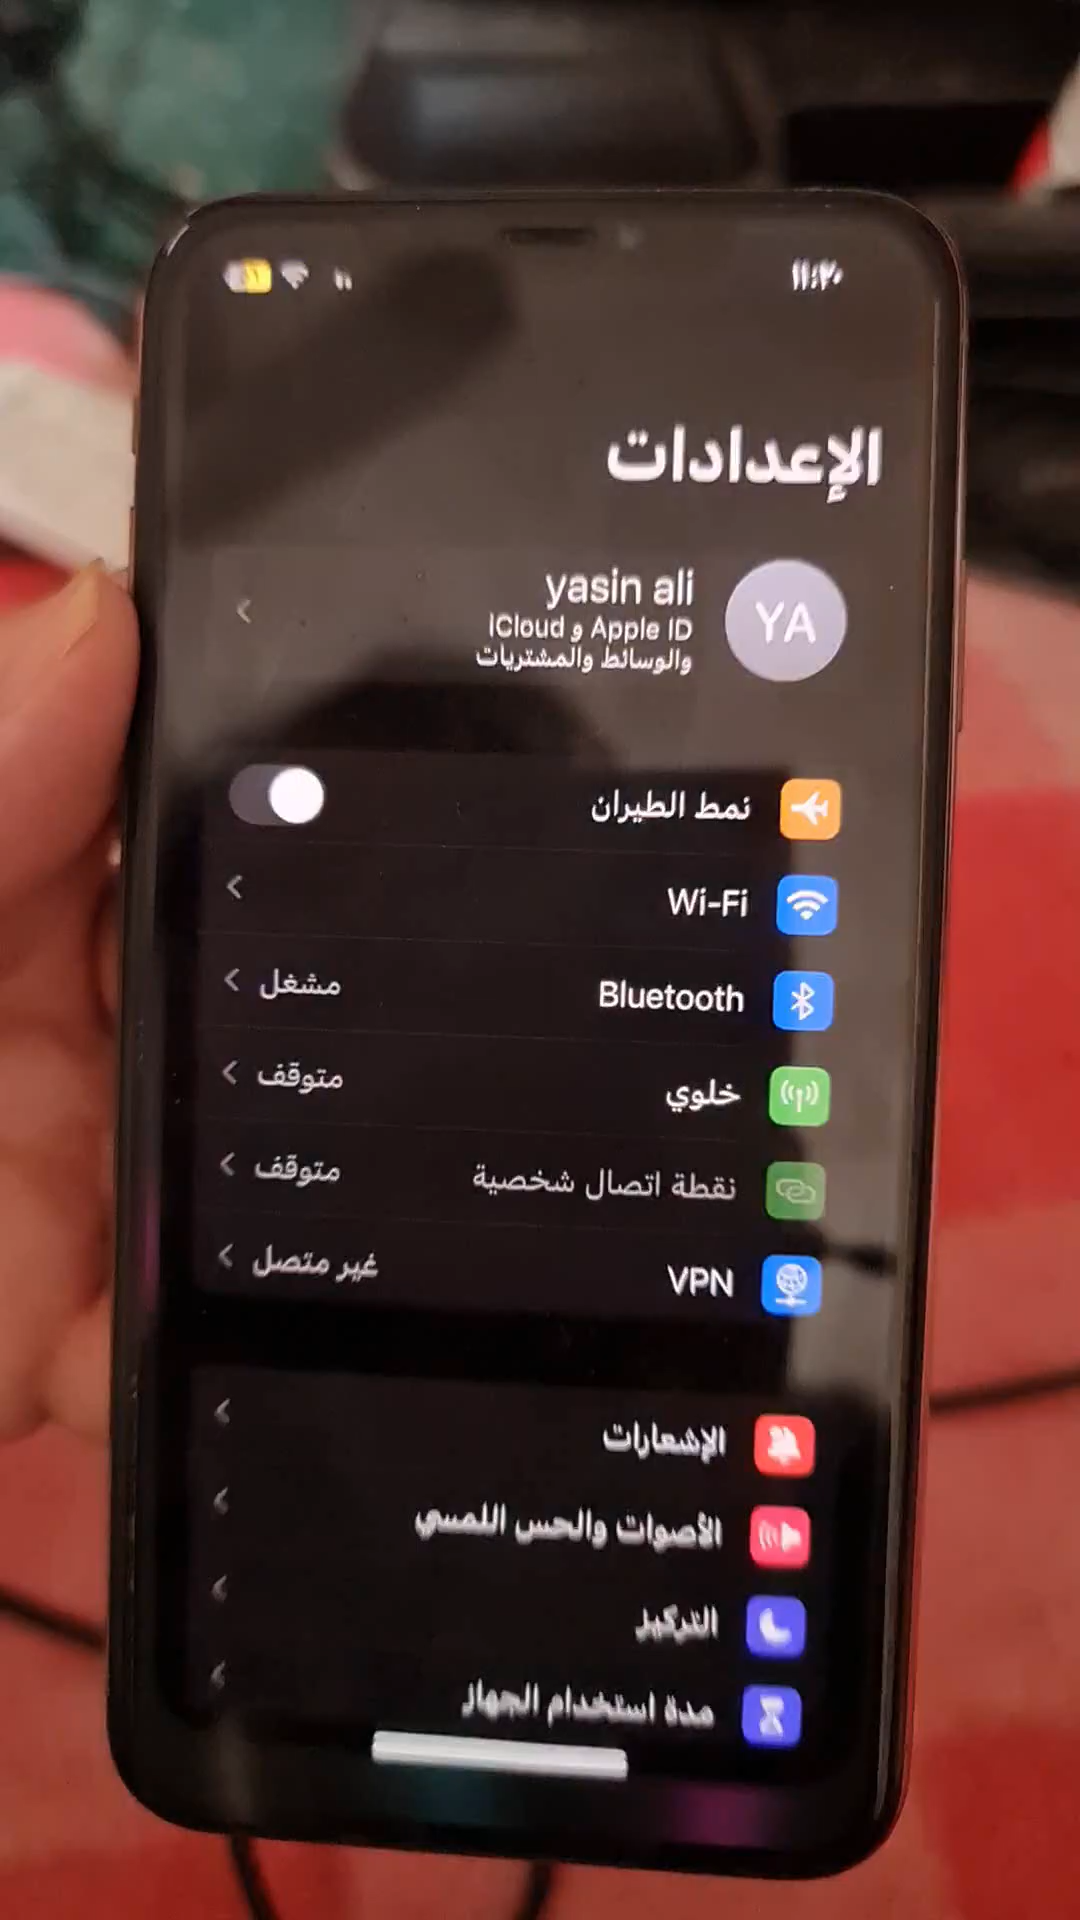 ١١:٢٠
الإعدادات
YA
yasin ali
Apple ID و iCloud
والوسائط والمشتريات
نمط الطيران
Wi-Fi
Bluetooth مشغل
خلوي متوقف
نقطة اتصال شخصية متوقف
VPN غير متصل
الإشعارات
الأصوات والحس اللمسي
التركيز
مدة استخدام الجهاز